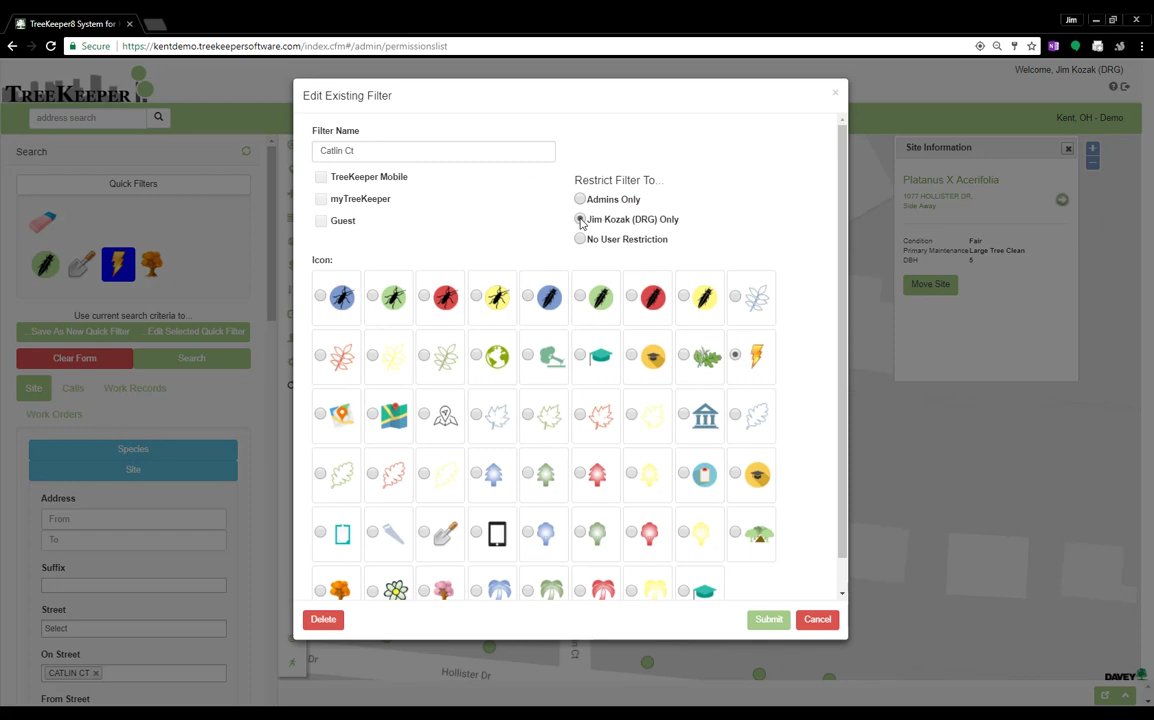 TreeKeeper8 System for
Jim
Secure
https://kentdemo.treekeepersoftware.com/index.cfm#/admin/permissionslist
TREEKEEPER
Welcome, Jim Kozak (DRG)
address search
Kent, OH - Demo
Search
Quick Filters
Use current search criteria to...
...Save As New Quick Filter
...Edit Selected Quick Filter
Clear Form
Search
Site
Calls
Work Records
Work Orders
Species
Site
Address
From
To
Suffix
Street
Select
On Street
CATLIN CT ×
From Street
Edit Existing Filter
×
Filter Name
Catlin Ct
TreeKeeper Mobile
myTreeKeeper
Guest
Restrict Filter To...
Admins Only
Jim Kozak (DRG) Only
No User Restriction
Icon:
Delete
Submit
Cancel
Site Information
Platanus X Acerifolia
1077 HOLLISTER DR.
Side Away
Condition Fair
Primary Maintenance Large Tree Clean
DBH 5
Move Site
Dr
Hollister Dr
n Ct
DAVEY